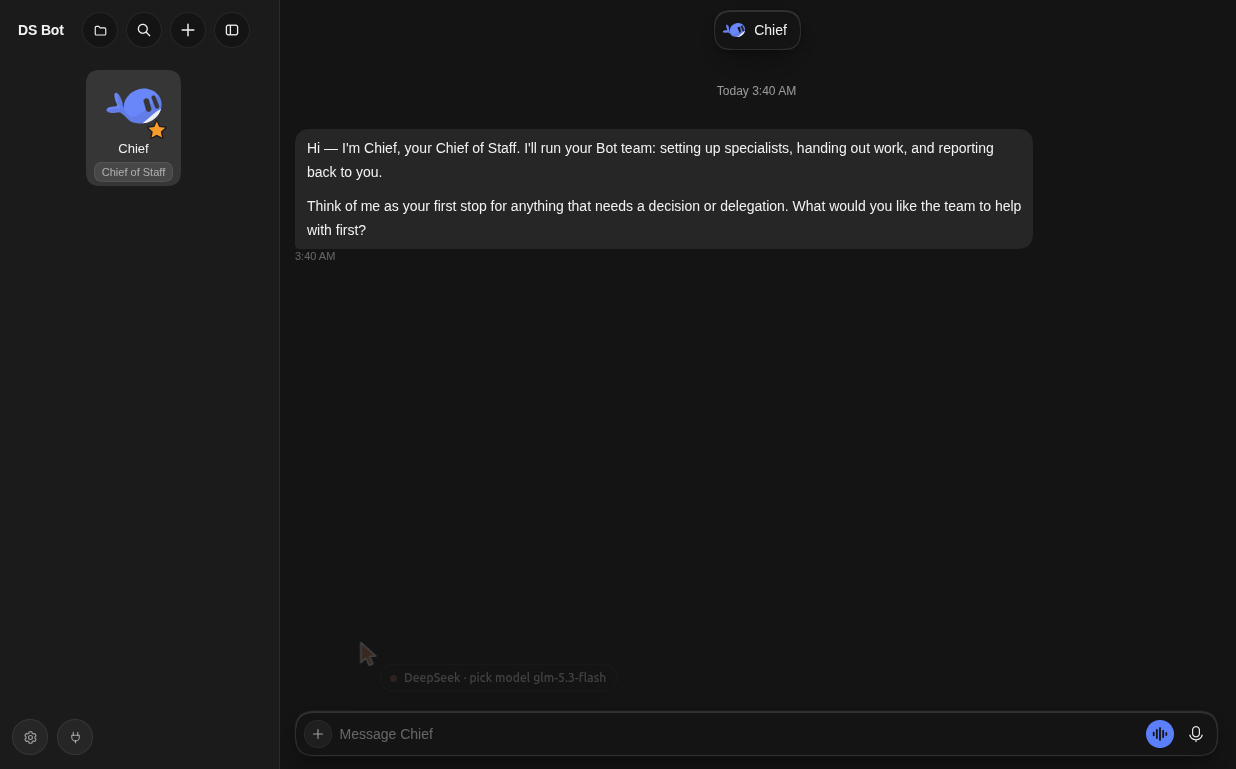 DS Bot
Chief
Chief of Staff
Chief
Today 3:40 AM
Hi — I'm Chief, your Chief of Staff. I'll run your Bot team: setting up specialists, handing out work, and reporting
back to you.
Think of me as your first stop for anything that needs a decision or delegation. What would you like the team to help
with first?
3:40 AM
DeepSeek · pick model glm-5.3-flash
Message Chief